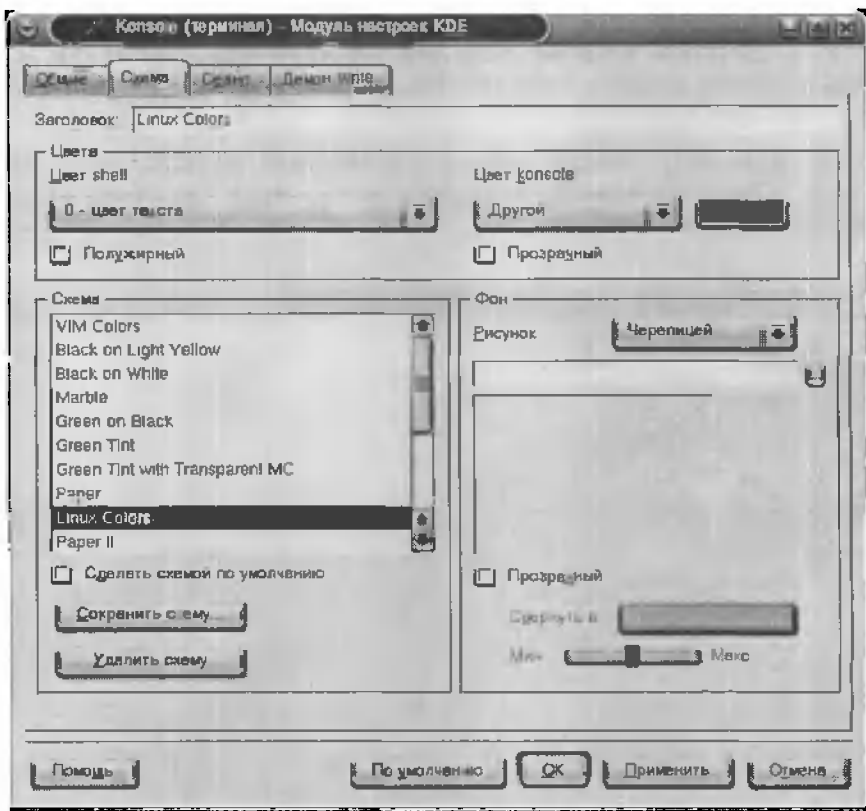 Konsole (терминал) – Модуль настроек KDE
Общие Схема Сеанс Демон write
Заголовок: Linux Colors
Цвета
Цвет shell Цвет konsole
0 - цвет текста Другой
Полужирный Прозрачный
Схема Фон
VIM Colors
Black on Light Yellow
Black on White
Marble
Green on Black
Green Tint
Green Tint with Transparent MC
Paper
Linux Colors
Paper II
Рисунок Черепицей
Сделать схемой по умолчанию
Сохранить схему...
Удалить схему
Прозрачный
Свернуть в
Мин Макс
Помощь По умолчанию OK Применить Отмена